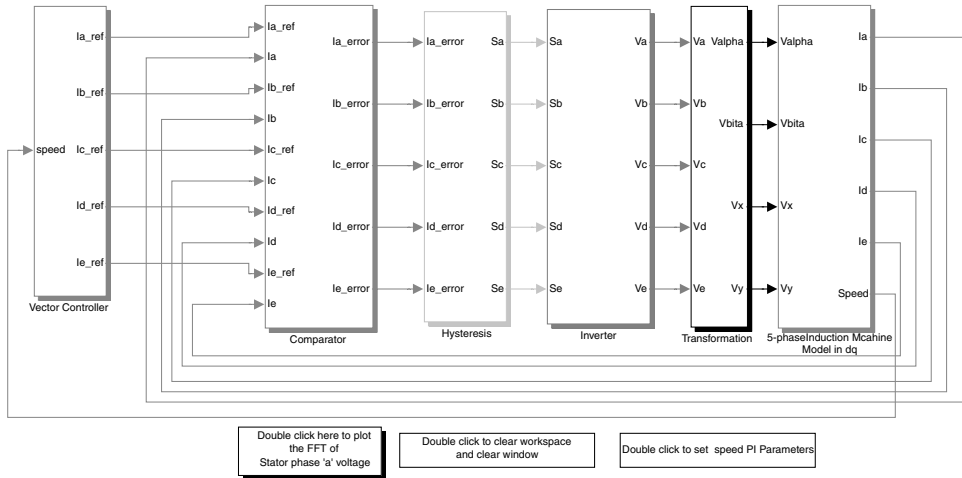 speed
Ia_ref
Ib_ref
Ic_ref
Id_ref
Ie_ref
Vector Controller
Ia_ref
Ia
Ib_ref
Ib
Ic_ref
Ic
Id_ref
Id
Ie_ref
Ie
Ia_error
Ib_error
Ic_error
Id_error
Ie_error
Comparator
Ia_error
Ib_error
Ic_error
Id_error
Ie_error
Sa
Sb
Sc
Sd
Se
Hysteresis
Sa
Sb
Sc
Sd
Se
Va
Vb
Vc
Vd
Ve
Inverter
Va
Vb
Vc
Vd
Ve
Valpha
Vbita
Vx
Vy
Transformation
Valpha
Vbita
Vx
Vy
Ia
Ib
Ic
Id
Ie
Speed
5-phaseInduction Mcahine
Model in dq
Double click here to plot
the FFT of
Stator phase 'a' voltage
Double click to clear workspace
and clear window
Double click to set speed PI Parameters